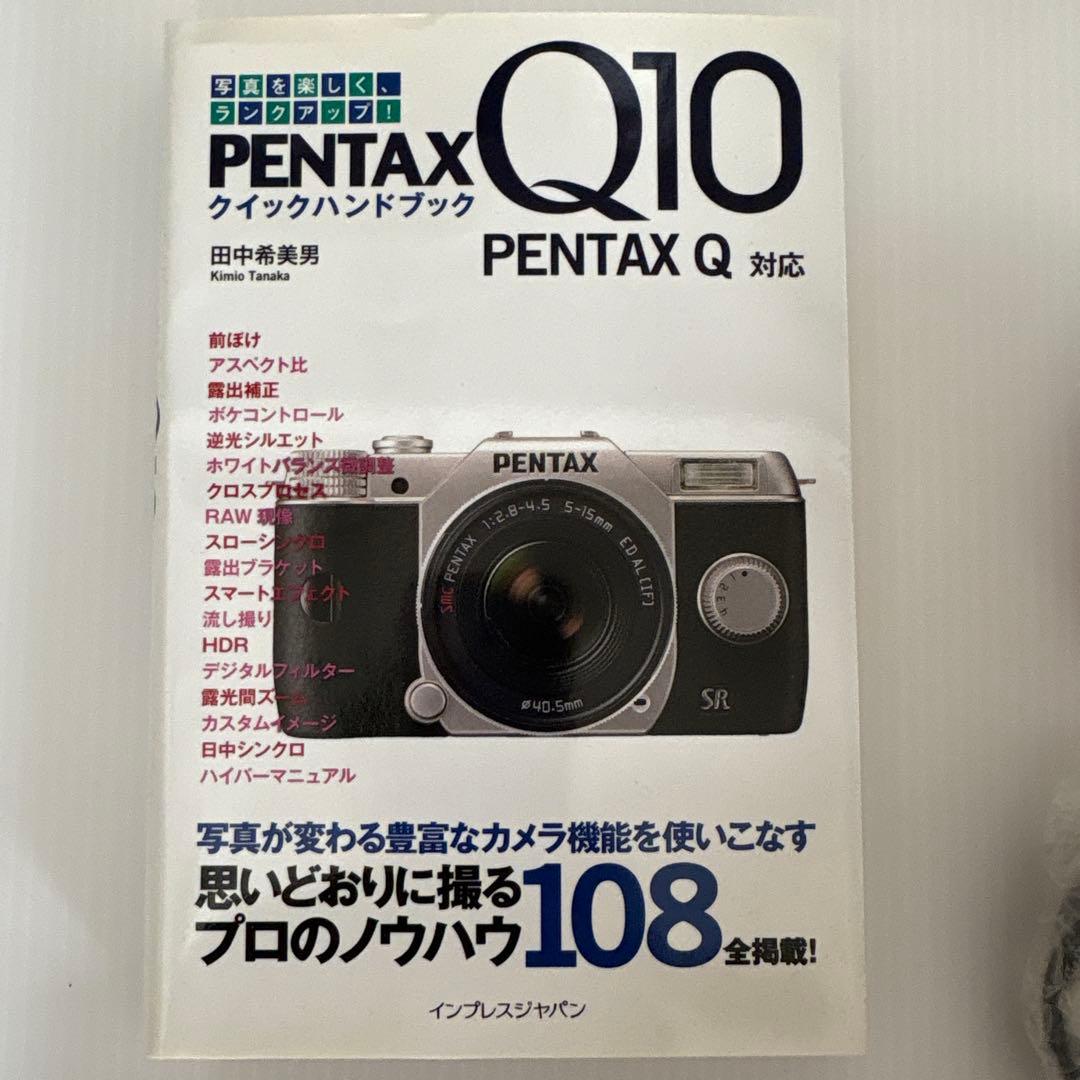 写真を楽しく、
ランクアップ!
PENTAX Q10
クイックハンドブック
PENTAX Q 対応
田中希美男
Kimio Tanaka
前ぼけ
アスペクト比
露出補正
ボケコントロール
逆光シルエット
ホワイトバランス微調整
クロスプロセス
RAW 現像
スローシンクロ
露出ブラケット
スマートエフェクト
流し撮り
HDR
デジタルフィルター
露光間ズーム
カスタムイメージ
日中シンクロ
ハイパーマニュアル
PENTAX
smc PENTAX 1:2.8-4.5 5-15mm ED AL [IF]
ø40.5mm
SR
写真が変わる豊富なカメラ機能を使いこなす
思いどおりに撮る
プロのノウハウ108全掲載!
インプレスジャパン